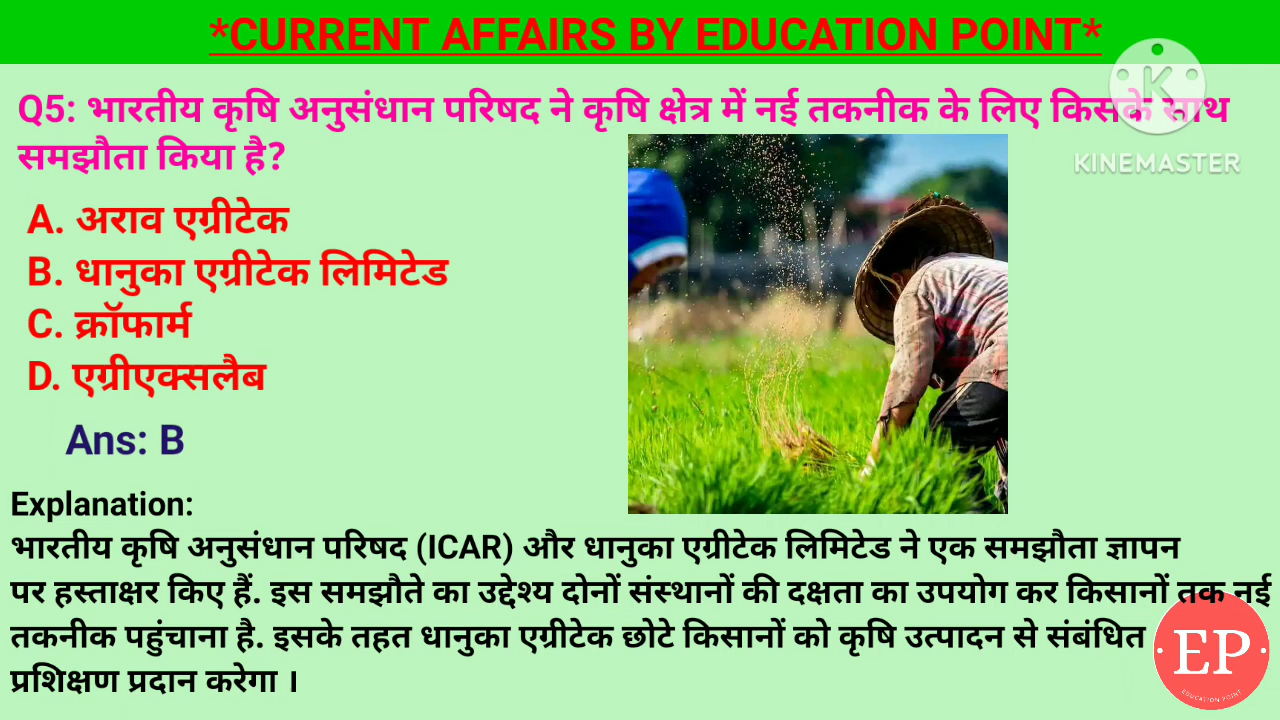 *CURRENT AFFAIRS BY EDUCATION POINT*
Q5: भारतीय कृषि अनुसंधान परिषद ने कृषि क्षेत्र में नई तकनीक के लिए किसके साथ
समझौता किया है?
K
KINEMASTER
A. अराव एग्रीटेक
B. धानुका एग्रीटेक लिमिटेड
C. क्रॉफार्म
D. एग्रीएक्सलैब
Ans: B
Explanation:
भारतीय कृषि अनुसंधान परिषद (ICAR) और धानुका एग्रीटेक लिमिटेड ने एक समझौता ज्ञापन
पर हस्ताक्षर किए हैं. इस समझौते का उद्देश्य दोनों संस्थानों की दक्षता का उपयोग कर किसानों तक नई
तकनीक पहुंचाना है. इसके तहत धानुका एग्रीटेक छोटे किसानों को कृषि उत्पादन से संबंधित
प्रशिक्षण प्रदान करेगा ।
EP
EDUCATION POINT